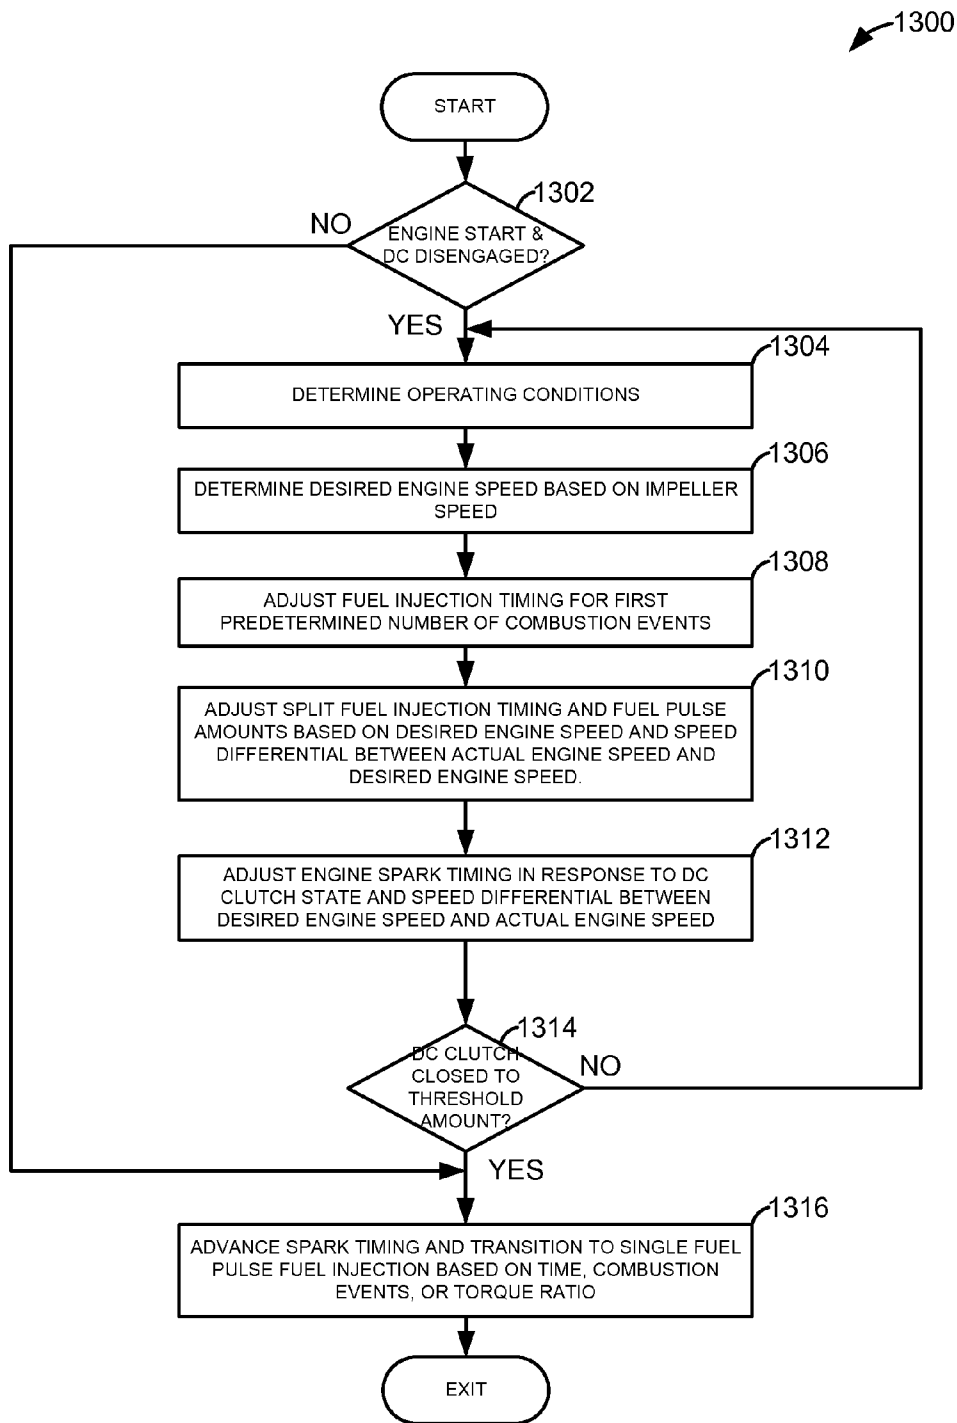 1300
START
1302
NO
ENGINE START &
DC DISENGAGED?
YES
1304
DETERMINE OPERATING CONDITIONS
1306
DETERMINE DESIRED ENGINE SPEED BASED ON IMPELLER
SPEED
1308
ADJUST FUEL INJECTION TIMING FOR FIRST
PREDETERMINED NUMBER OF COMBUSTION EVENTS
1310
ADJUST SPLIT FUEL INJECTION TIMING AND FUEL PULSE
AMOUNTS BASED ON DESIRED ENGINE SPEED AND SPEED
DIFFERENTIAL BETWEEN ACTUAL ENGINE SPEED AND
DESIRED ENGINE SPEED.
1312
ADJUST ENGINE SPARK TIMING IN RESPONSE TO DC
CLUTCH STATE AND SPEED DIFFERENTIAL BETWEEN
DESIRED ENGINE SPEED AND ACTUAL ENGINE SPEED
1314
DC CLUTCH
CLOSED TO
THRESHOLD
AMOUNT?
NO
YES
1316
ADVANCE SPARK TIMING AND TRANSITION TO SINGLE FUEL
PULSE FUEL INJECTION BASED ON TIME, COMBUSTION
EVENTS, OR TORQUE RATIO
EXIT